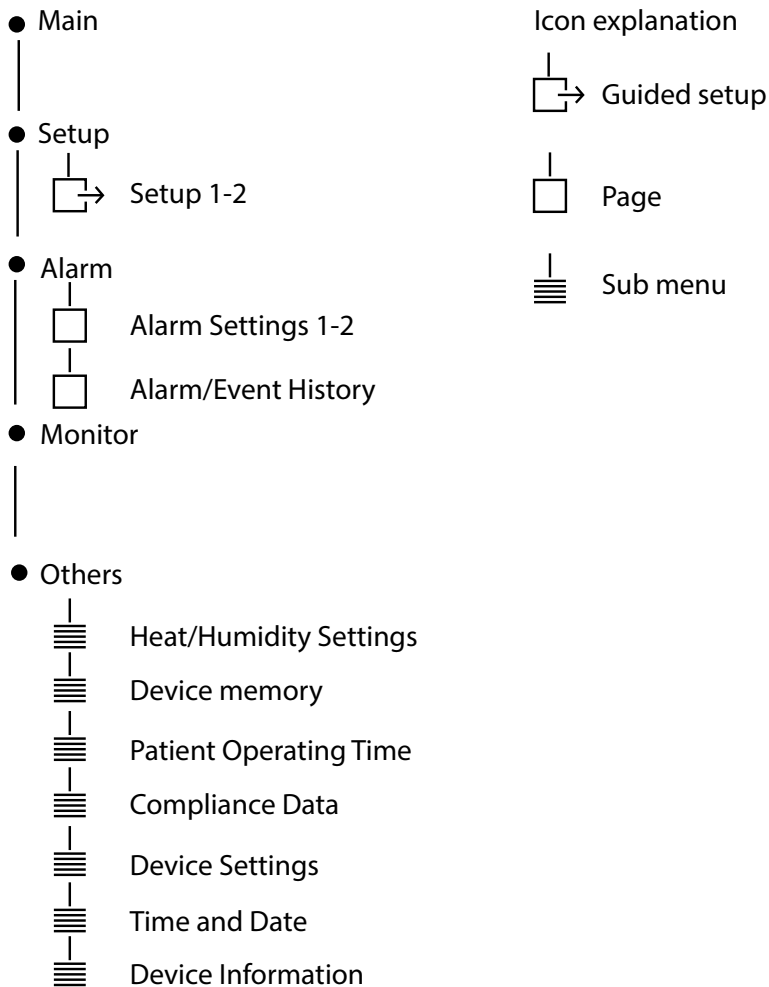 Main
Setup
Setup 1-2
Alarm
Alarm Settings 1-2
Alarm/Event History
Monitor
Others
Heat/Humidity Settings
Device memory
Patient Operating Time
Compliance Data
Device Settings
Time and Date
Device Information
Icon explanation
Guided setup
Page
Sub menu